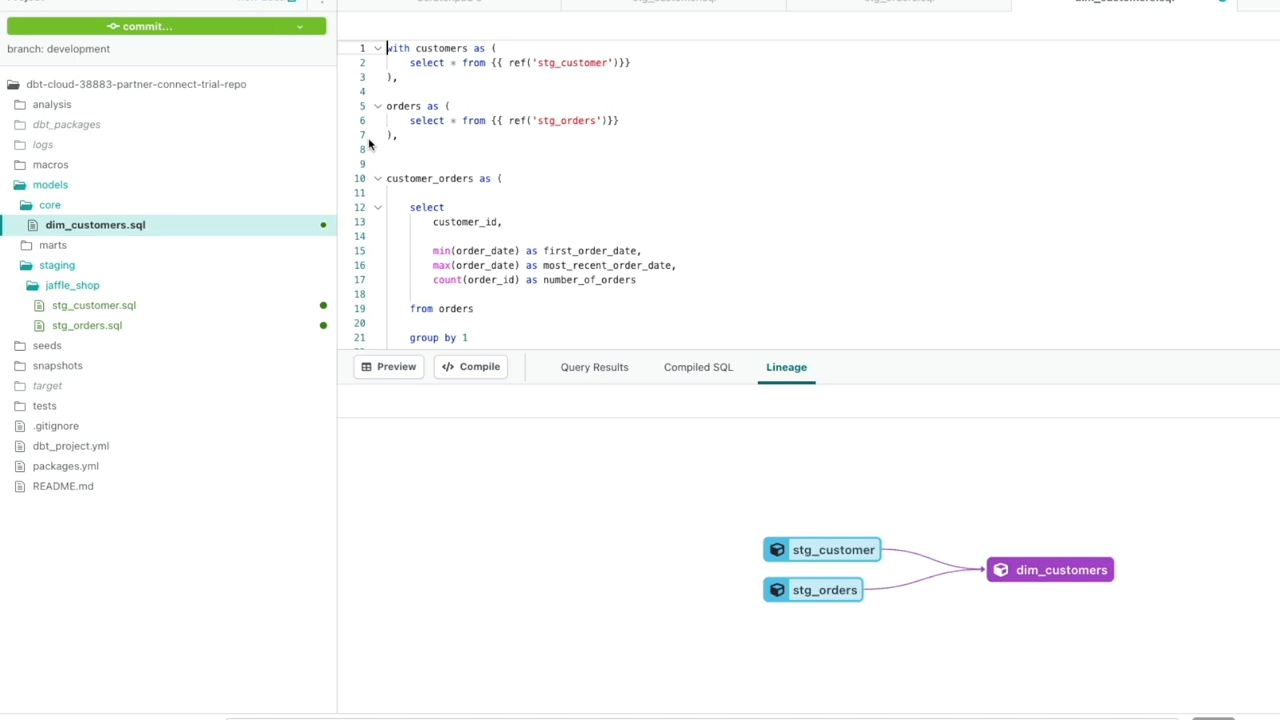 commit...
branch: development
dbt-cloud-38883-partner-connect-trial-repo
analysis
dbt_packages
logs
macros
models
core
dim_customers.sql
marts
staging
jaffle_shop
stg_customer.sql
stg_orders.sql
seeds
snapshots
target
tests
.gitignore
dbt_project.yml
packages.yml
README.md
1 with customers as (
2 select * from {{ ref('stg_customer')}}
3 ),
4
5 orders as (
6 select * from {{ ref('stg_orders')}}
7 ),
8
9
10 customer_orders as (
11
12 select
13 customer_id,
14
15 min(order_date) as first_order_date,
16 max(order_date) as most_recent_order_date,
17 count(order_id) as number_of_orders
18
19 from orders
20
21 group by 1
Preview
</> Compile
Query Results
Compiled SQL
Lineage
stg_customer
stg_orders
dim_customers